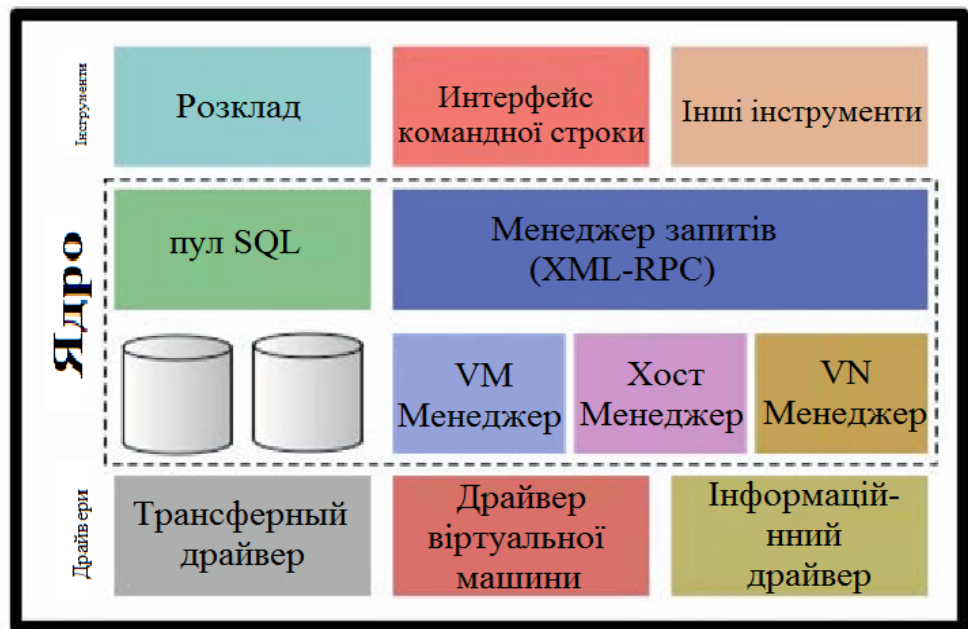 Інструменти
Розклад
Интерфейс
командної строки
Інші інструменти
Ядро
пул SQL
Менеджер запитів
(XML-RPC)
VM
Менеджер
Хост
Менеджер
VN
Менеджер
Драйвери
Трансферный
драйвер
Драйвер
віртуальної
машини
Інформацій-
нний
драйвер